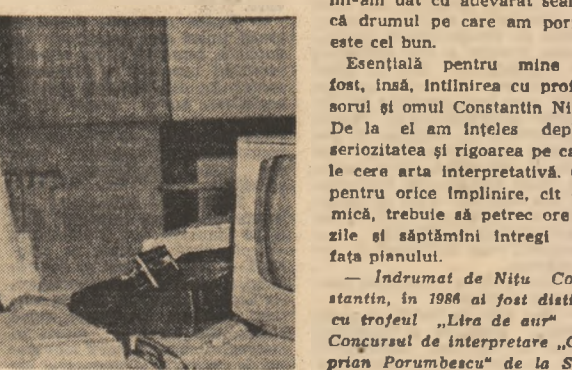 mi-am dat cu adevărat sea
că drumul pe care am por
este cel bun.
Esențială pentru mine
fost, însă, întîlnirea cu prof
sorul și omul Constantin Ni
De la el am înțeles dep
seriozitatea și rigoarea pe ca
le cere arta interpretativă.
pentru orice împlinire, cît
mică, trebuie să petrec ore
zile și săptămîni întregi
fața pianului.
— Îndrumat de Nițu Co
stantin, în 1986 ai fost disti
cu trofeul „Lira de aur"
Concursul de interpretare „C
prian Porumbescu" de la S